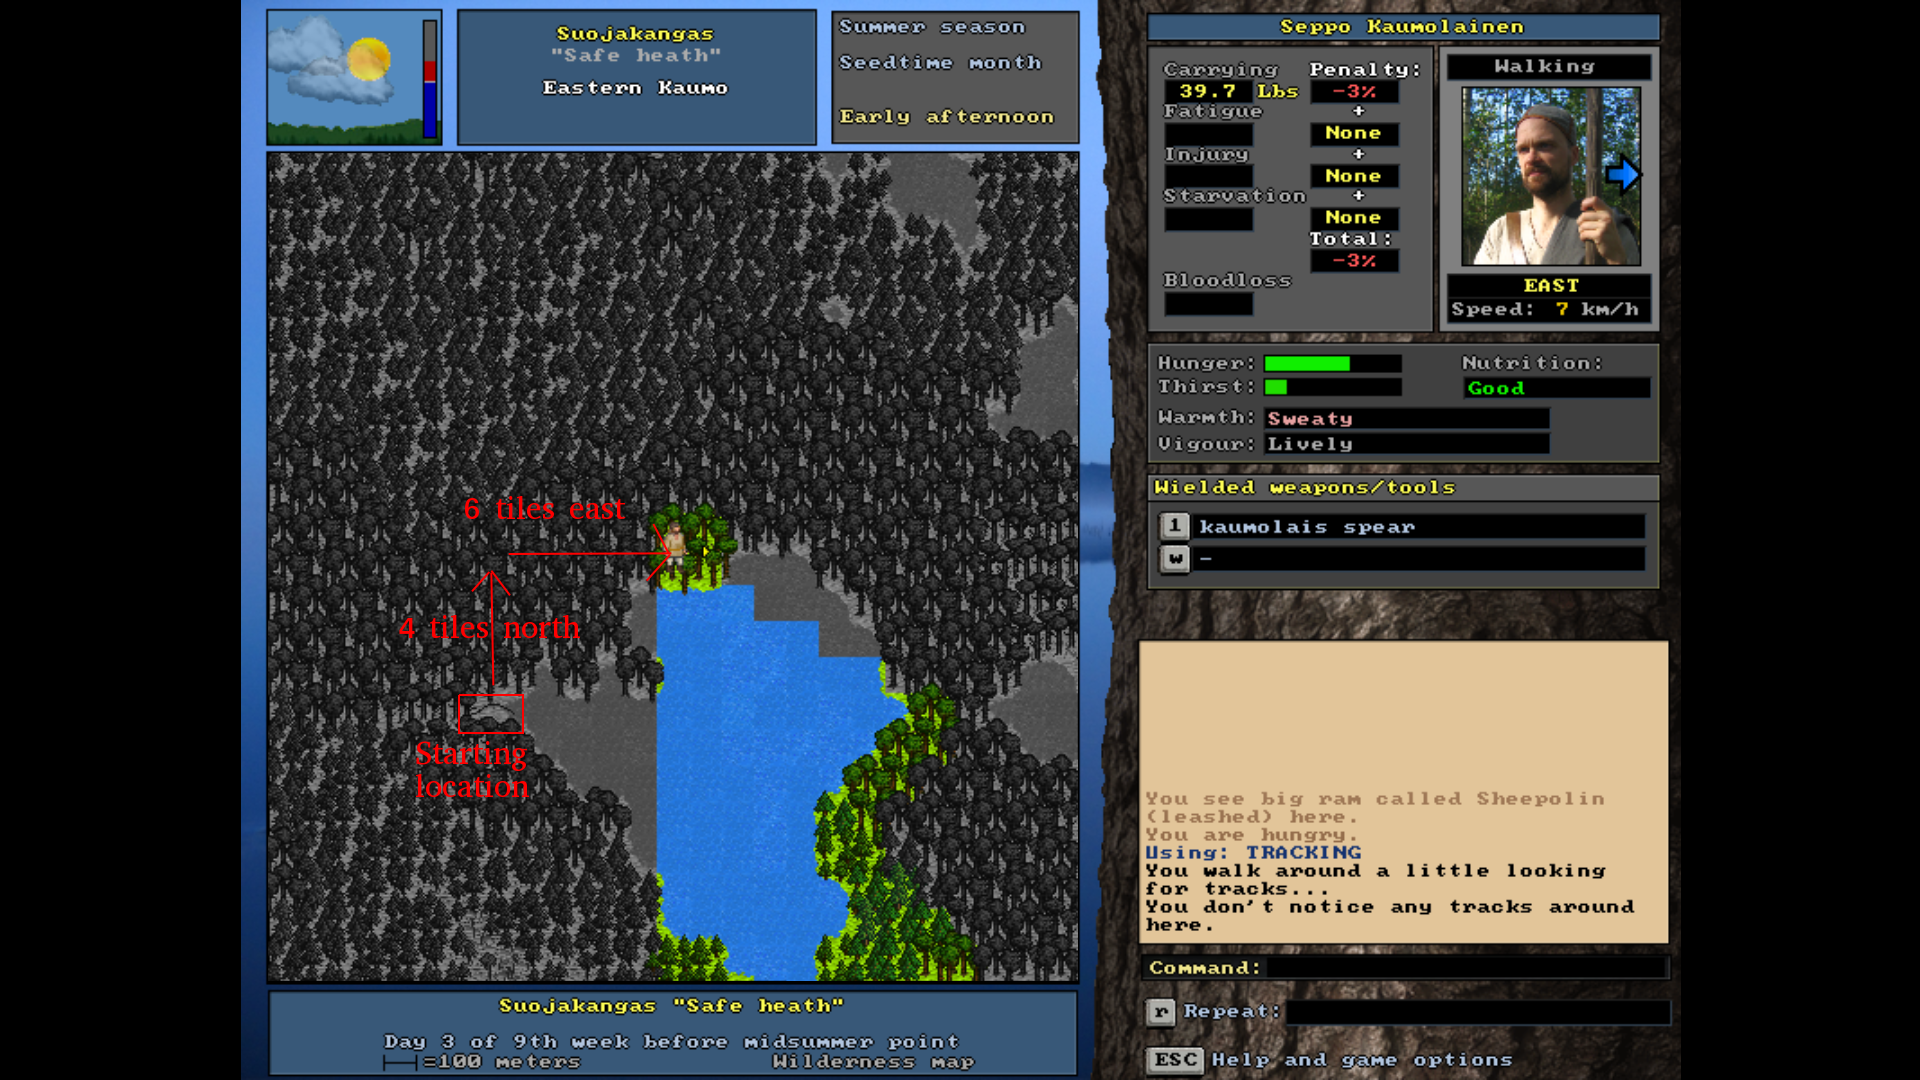 Suojakangas
"Safe heath"
Eastern Kaumo
Summer season
Seedtime month
Early afternoon
6 tiles east
4 tiles north
Starting
location
Suojakangas "Safe heath"
Day 3 of 9th week before midsummer point
=100 meters
Wilderness map
Seppo Kaumolainen
Carrying
39.7 Lbs
Penalty:
-3%
+
Fatigue
None
+
Injury
None
+
Starvation
None
Total:
-3%
Bloodloss
Walking
EAST
Speed: 7 km/h
Hunger:
Thirst:
Nutrition:
Good
Warmth: Sweaty
Vigour: Lively
Wielded weapons/tools
1 kaumolais spear
w -
You see big ram called Sheepolin
(leashed) here.
You are hungry.
Using: TRACKING
You walk around a little looking
for tracks...
You don't notice any tracks around
here.
Command:
r Repeat:
ESC Help and game options